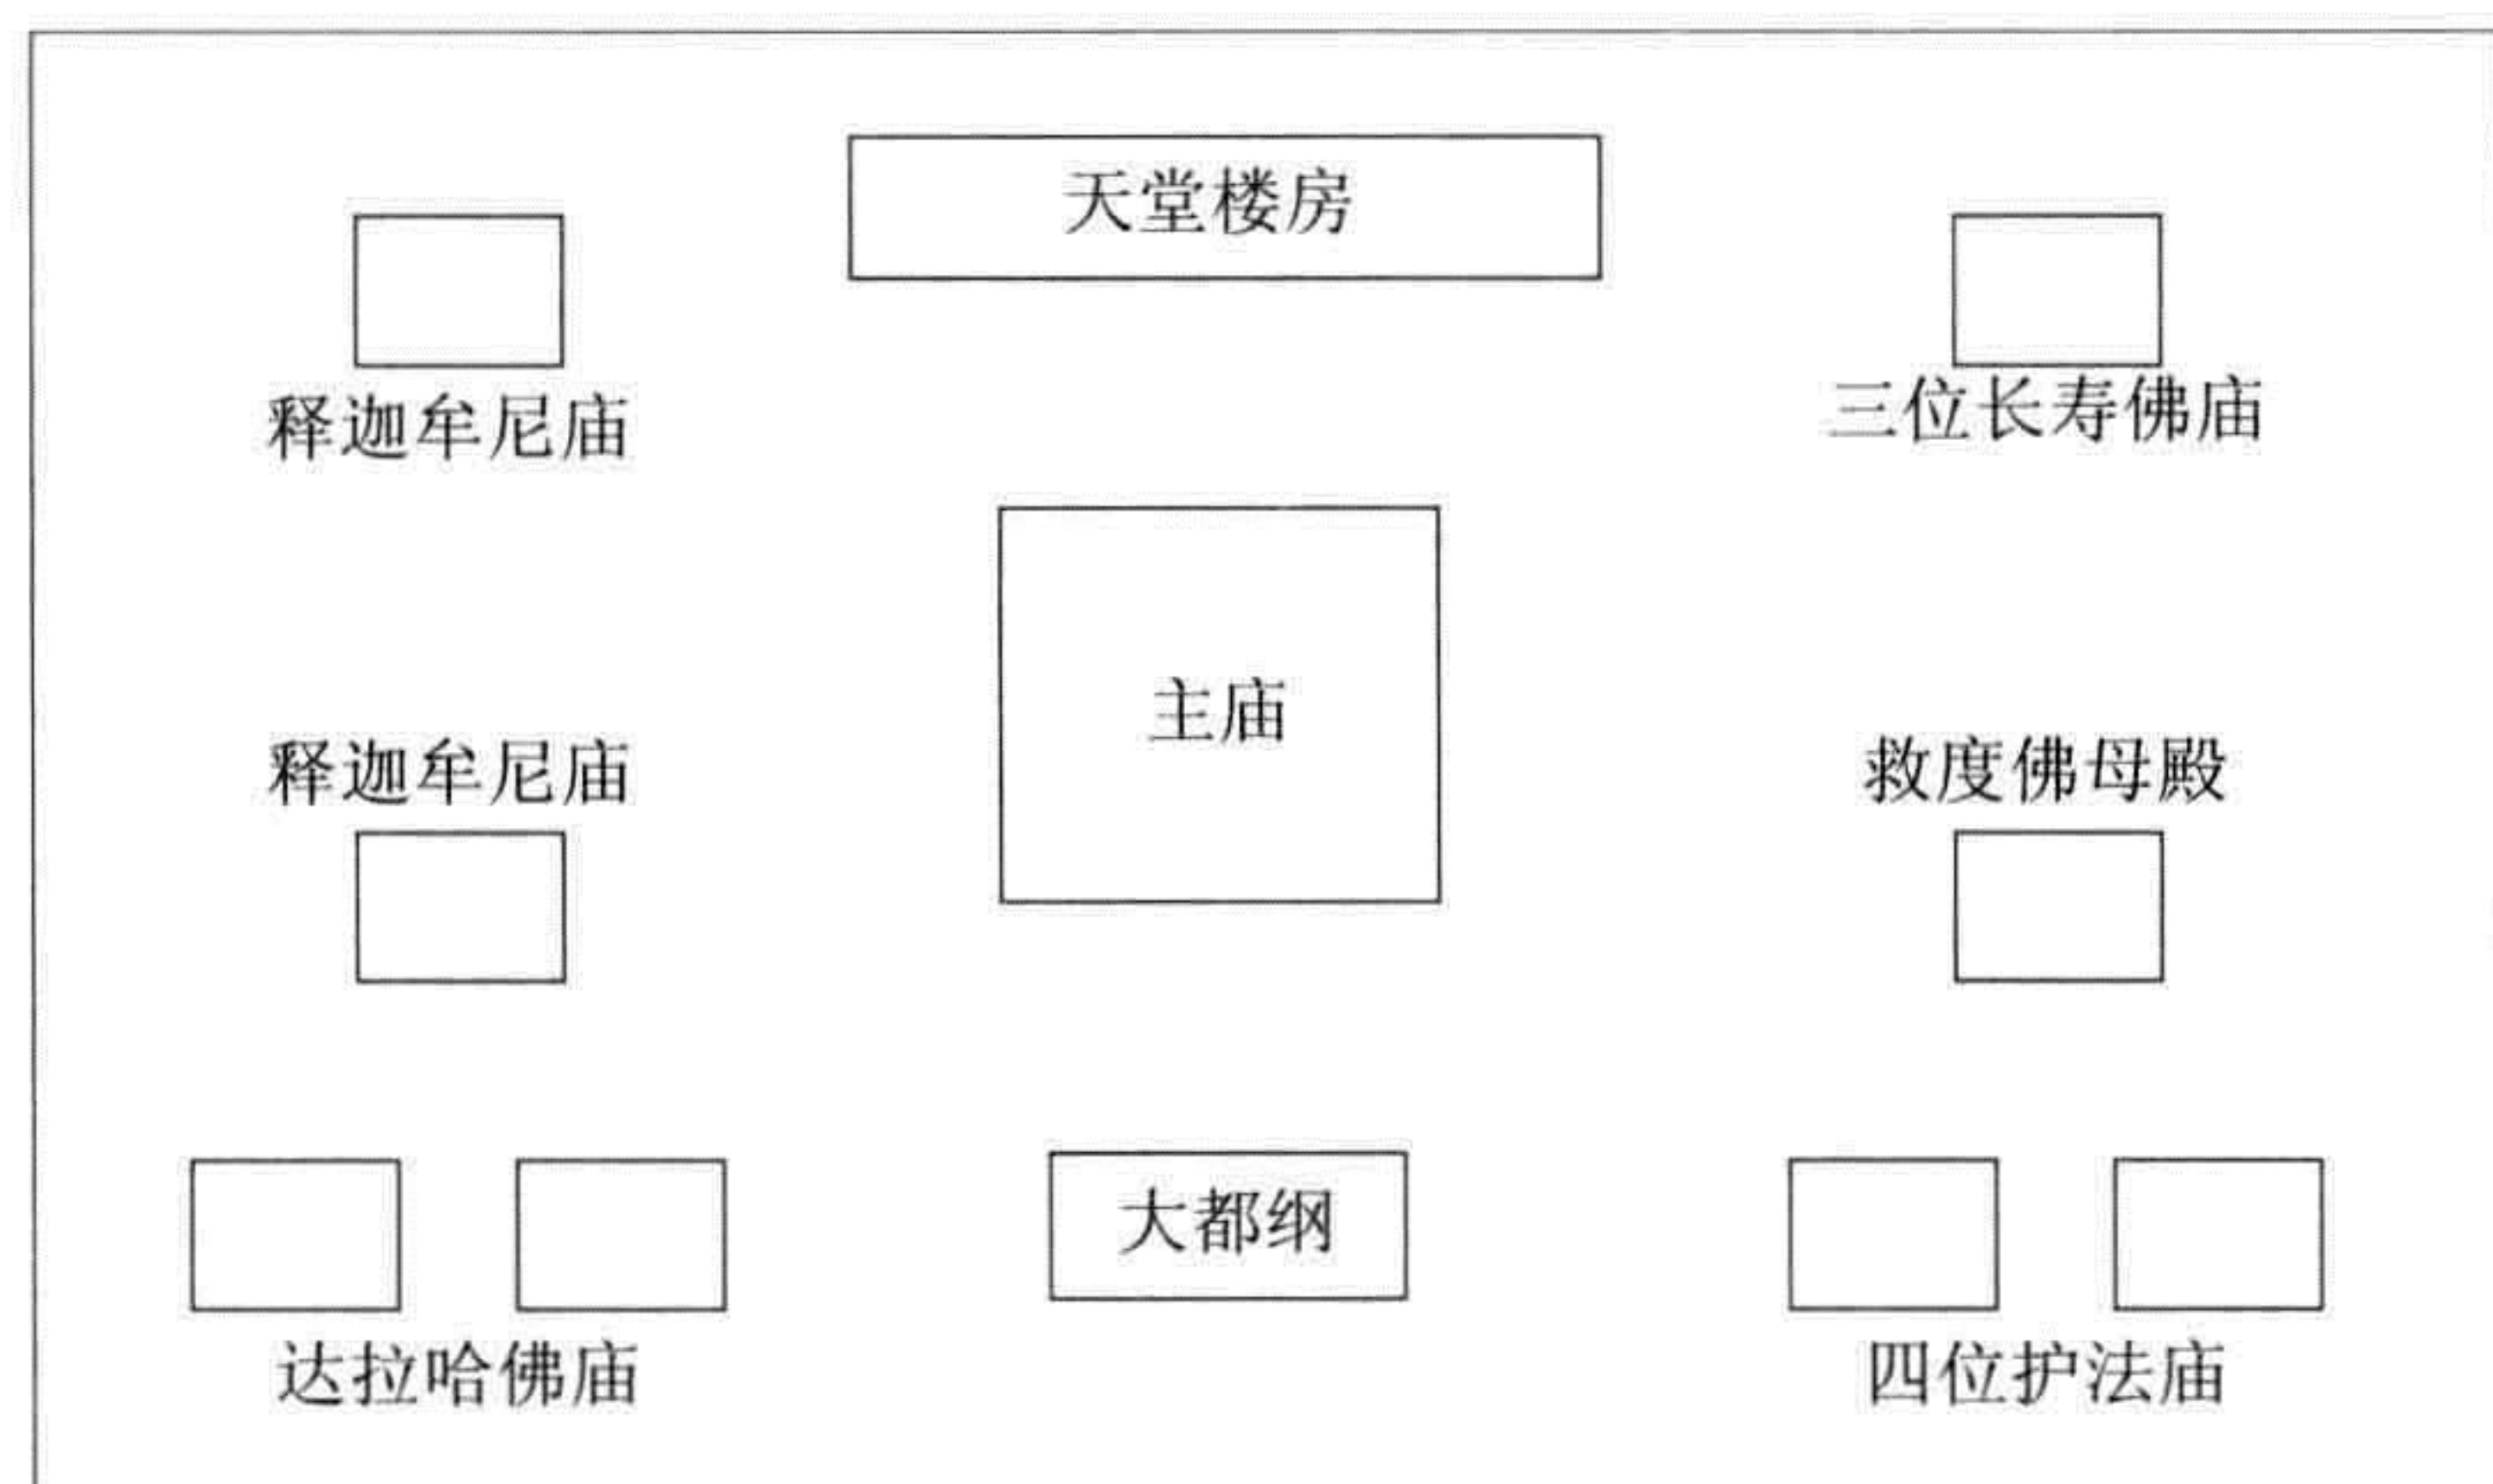 天堂楼房
释迦牟尼庙
三位长寿佛庙
主庙
释迦牟尼庙
救度佛母殿
大都纲
达拉哈佛庙
四位护法庙